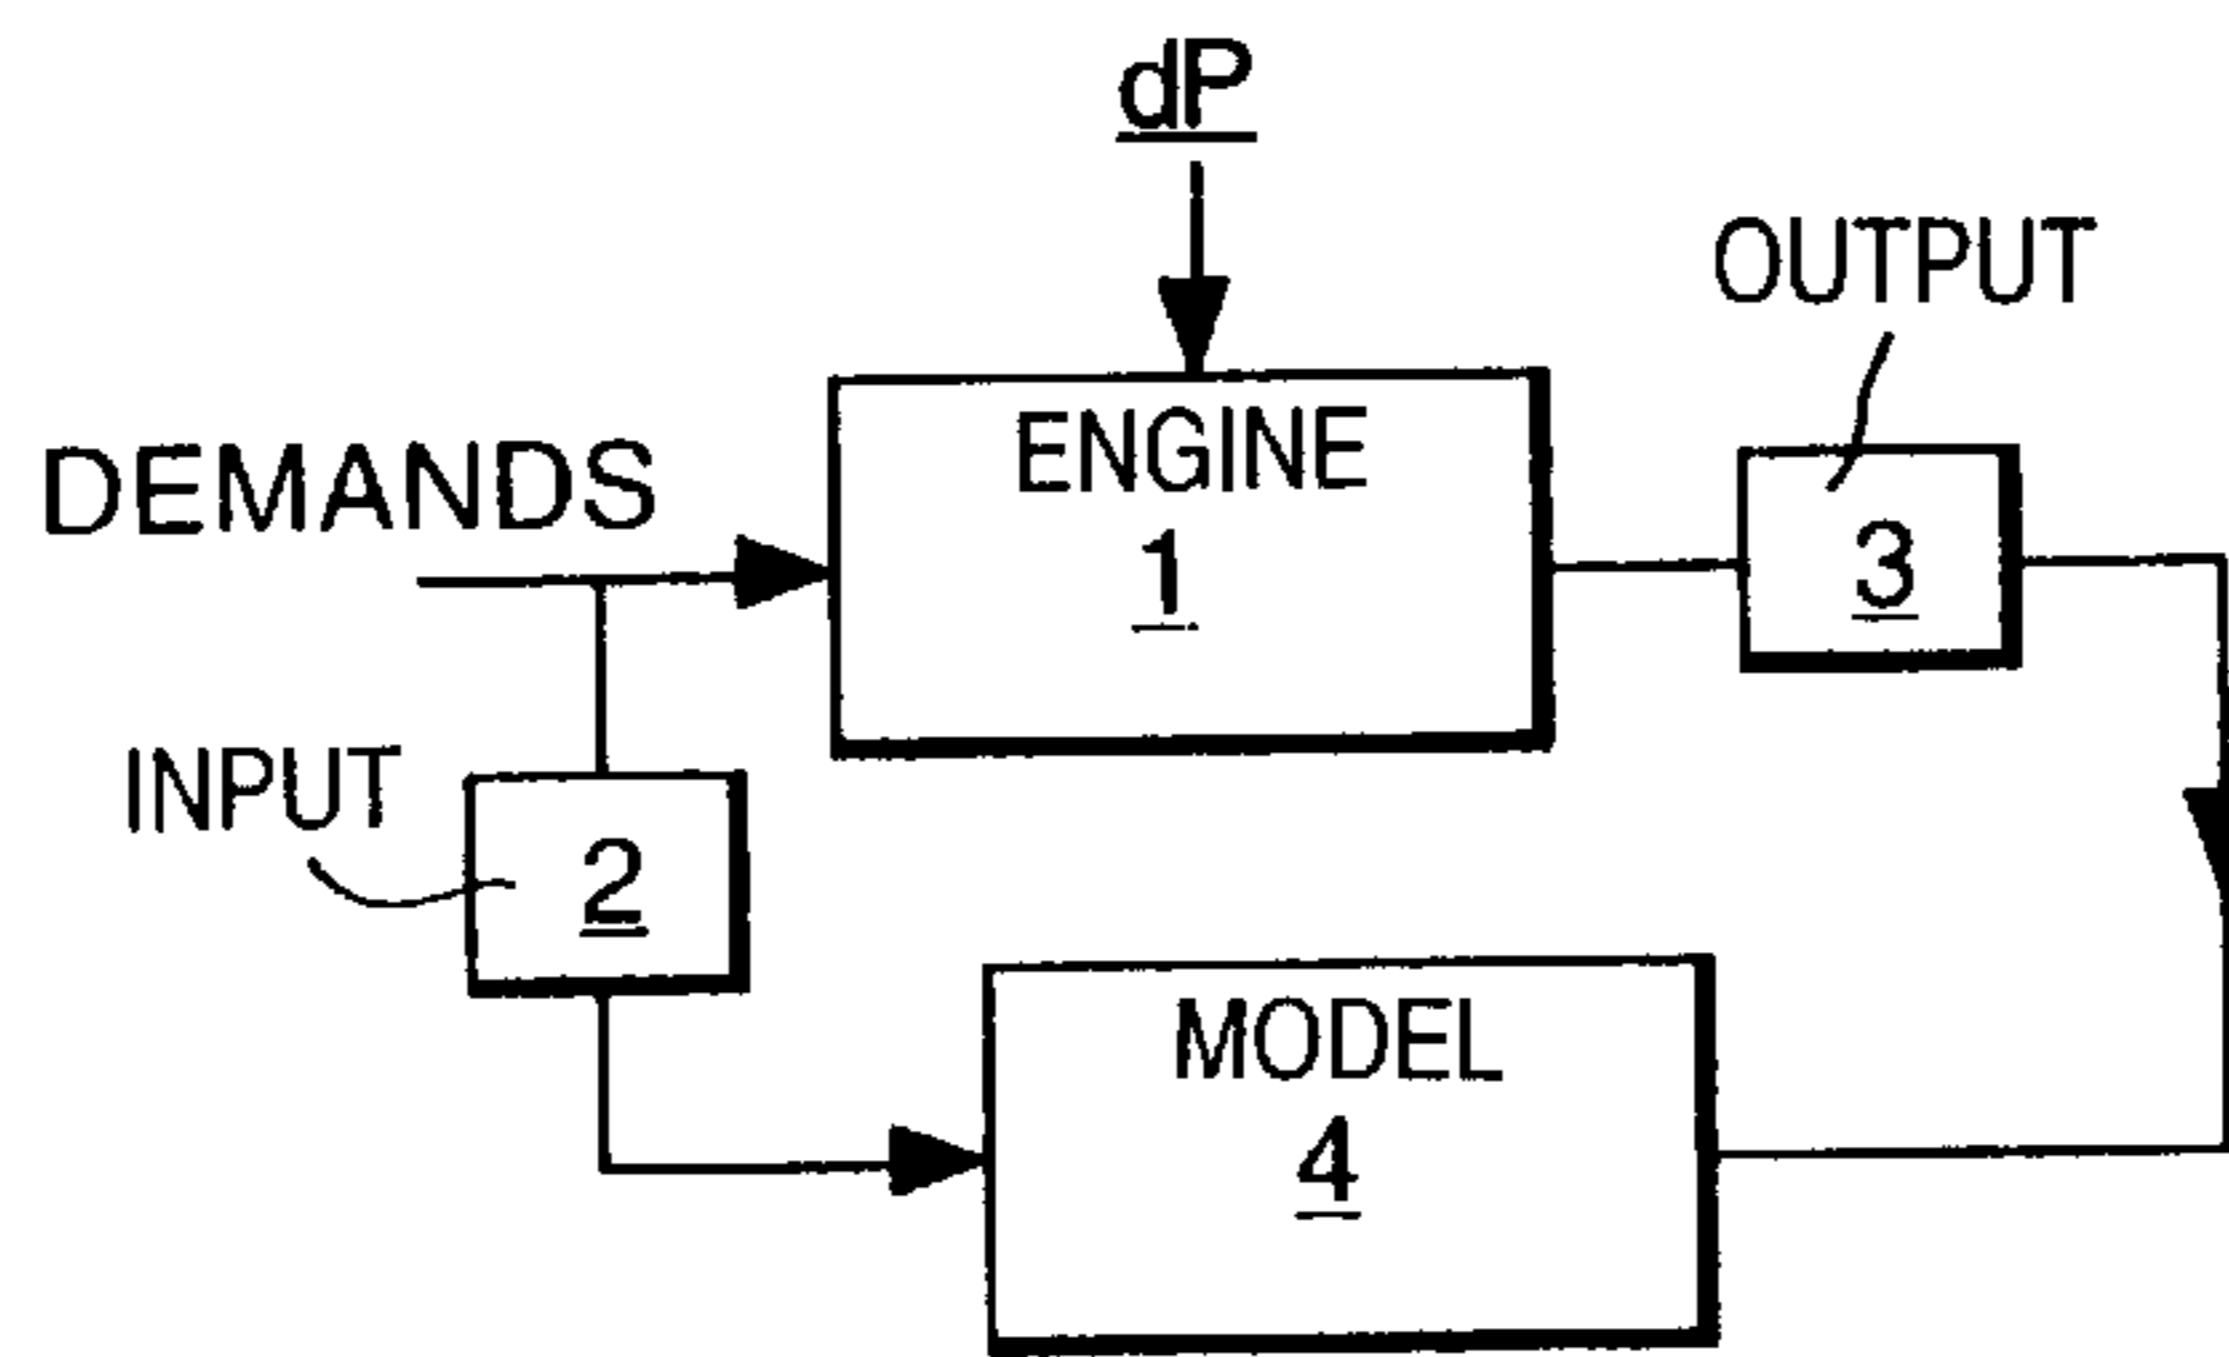 dP
OUTPUT
ENGINE
1
DEMANDS
3
INPUT
2
MODEL
4